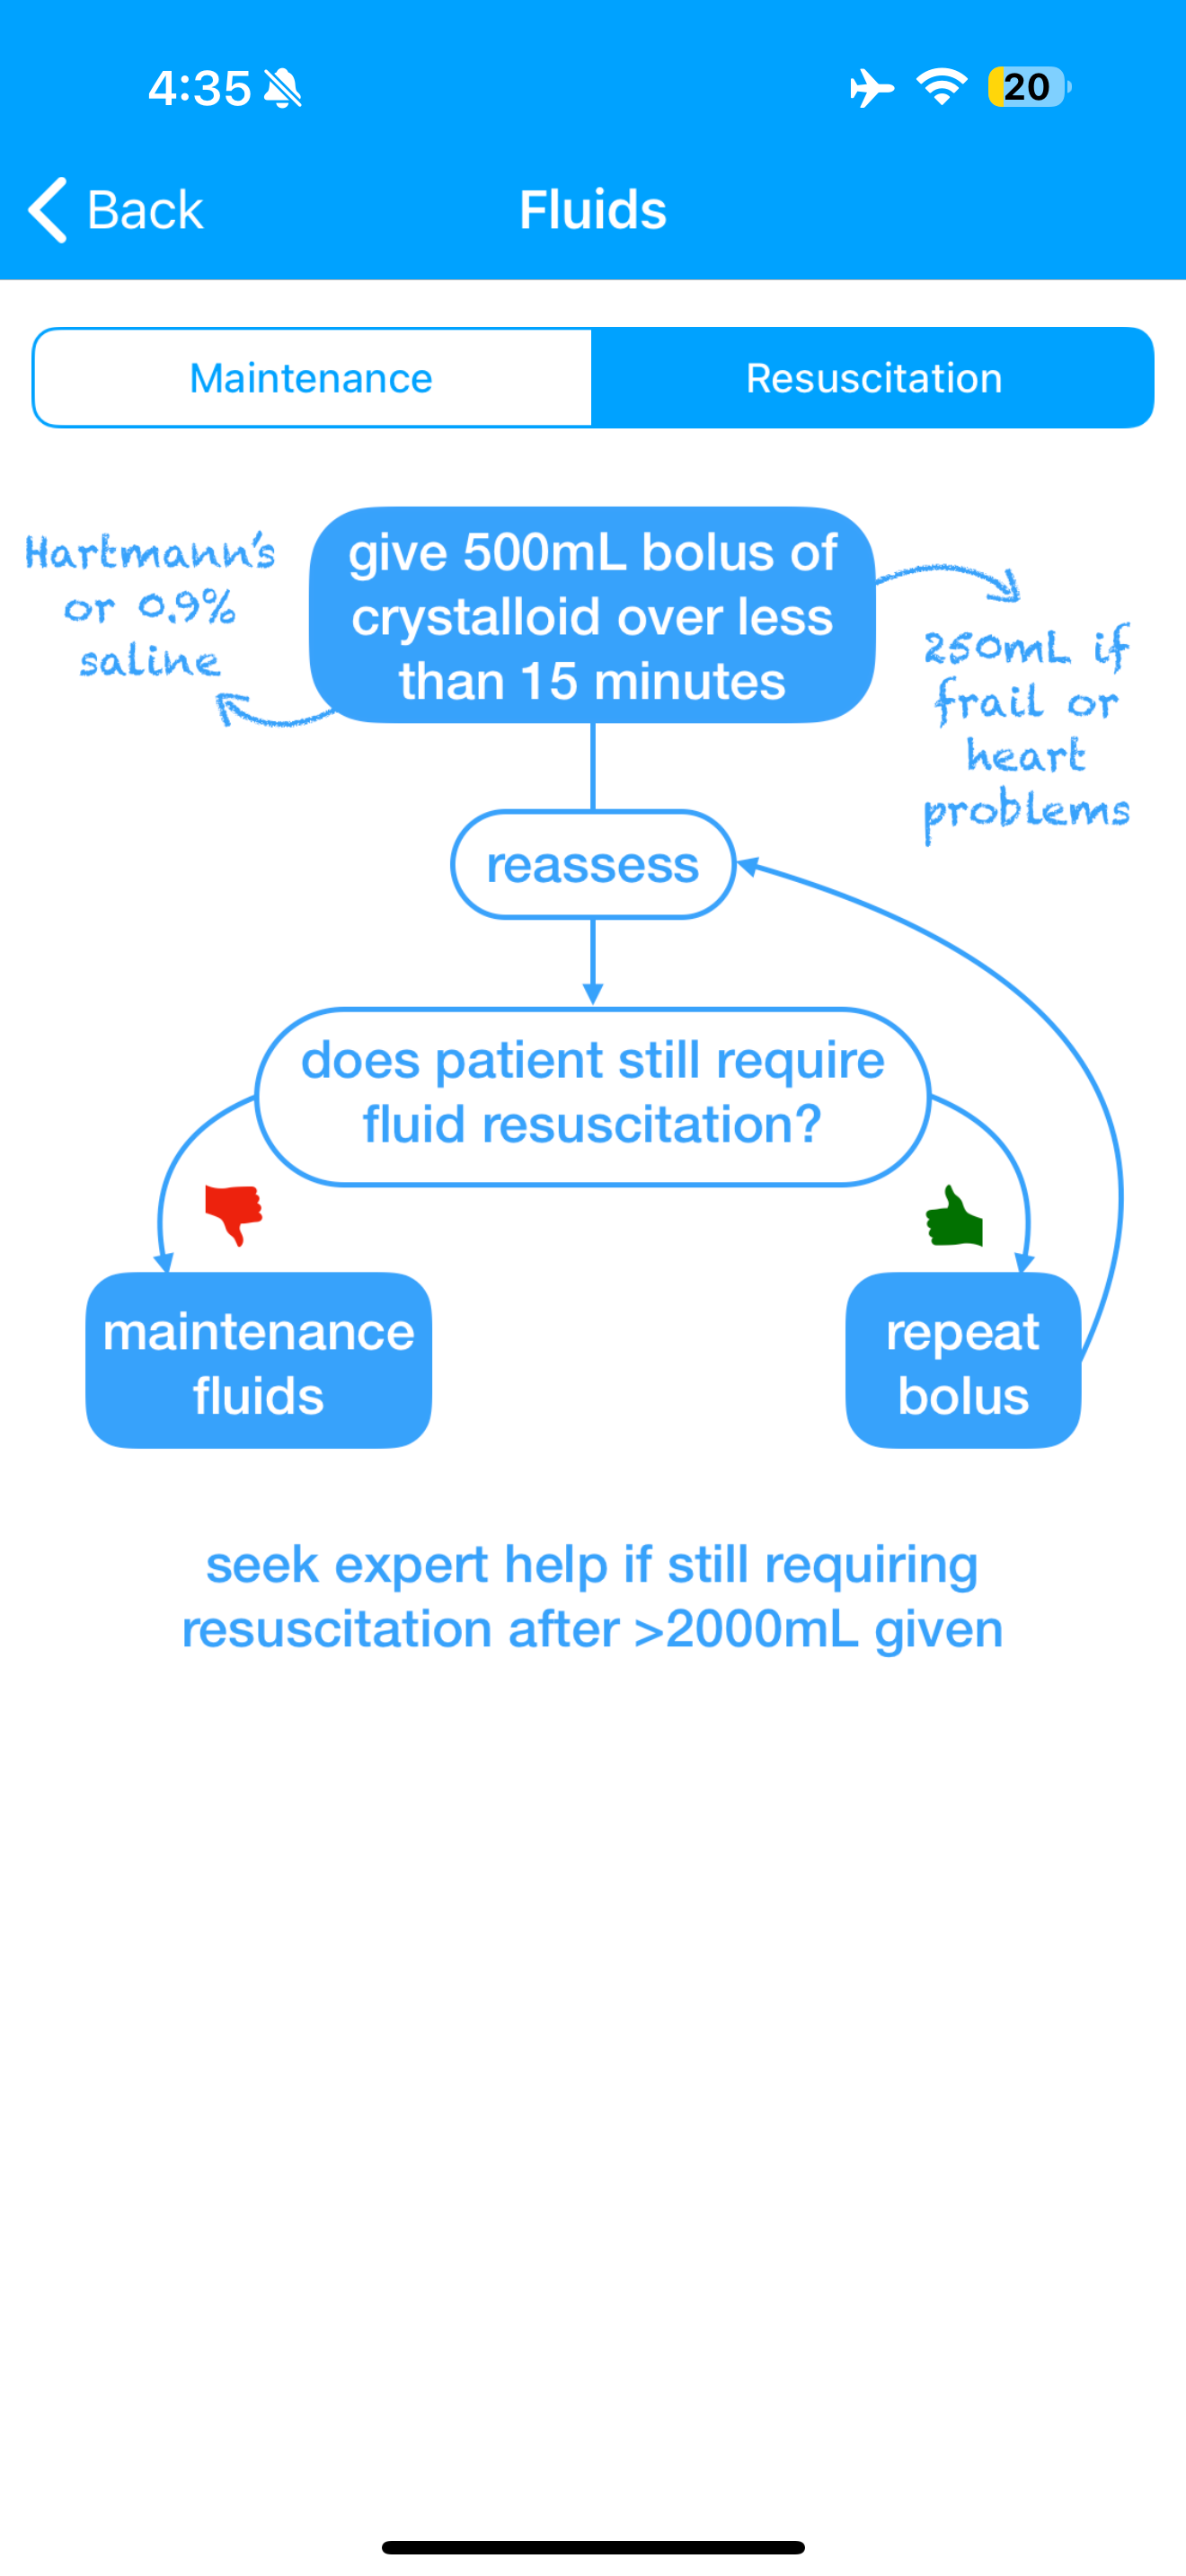 4:35
20
Back
Fluids
Maintenance
Resuscitation
Hartmann's
or 0.9%
saline
give 500mL bolus of
crystalloid over less
than 15 minutes
250mL if
frail or
heart
problems
reassess
does patient still require
fluid resuscitation?
maintenance
fluids
repeat
bolus
seek expert help if still requiring
resuscitation after >2000mL given